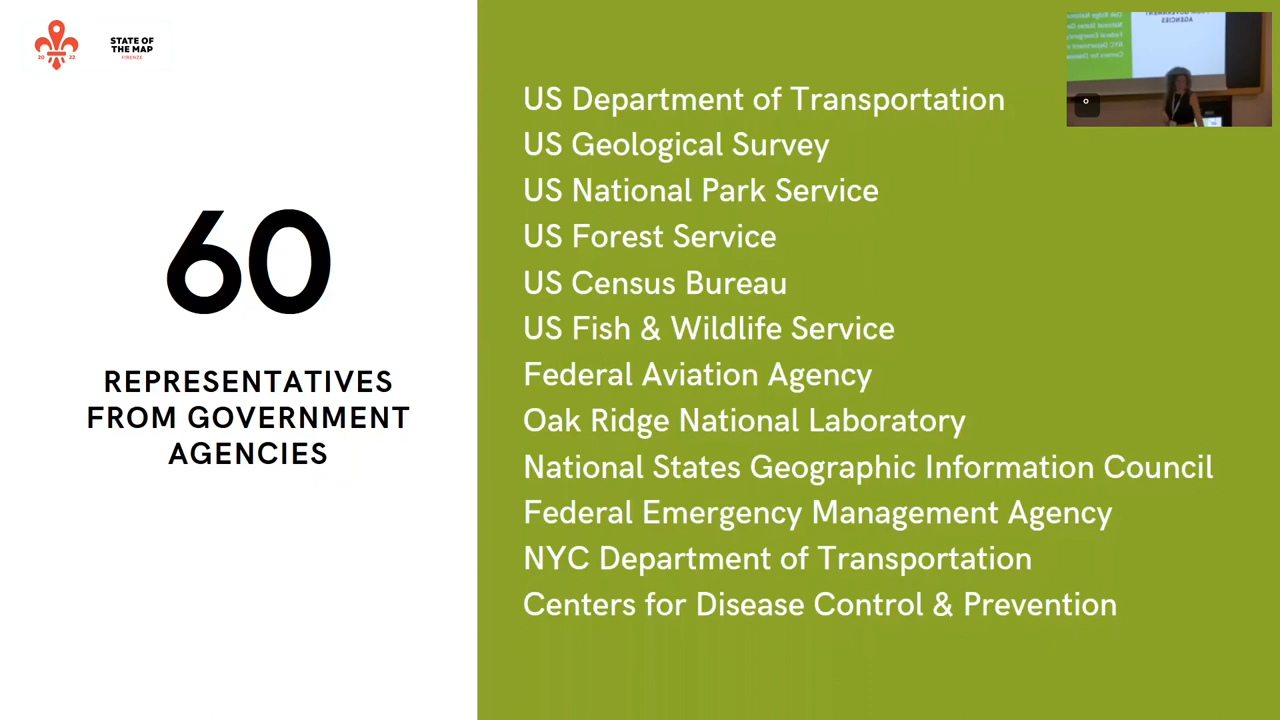 20 22
STATE OF
THE MAP
FIRENZE
60
REPRESENTATIVES
FROM GOVERNMENT
AGENCIES
US Department of Transportation
US Geological Survey
US National Park Service
US Forest Service
US Census Bureau
US Fish & Wildlife Service
Federal Aviation Agency
Oak Ridge National Laboratory
National States Geographic Information Council
Federal Emergency Management Agency
NYC Department of Transportation
Centers for Disease Control & Prevention